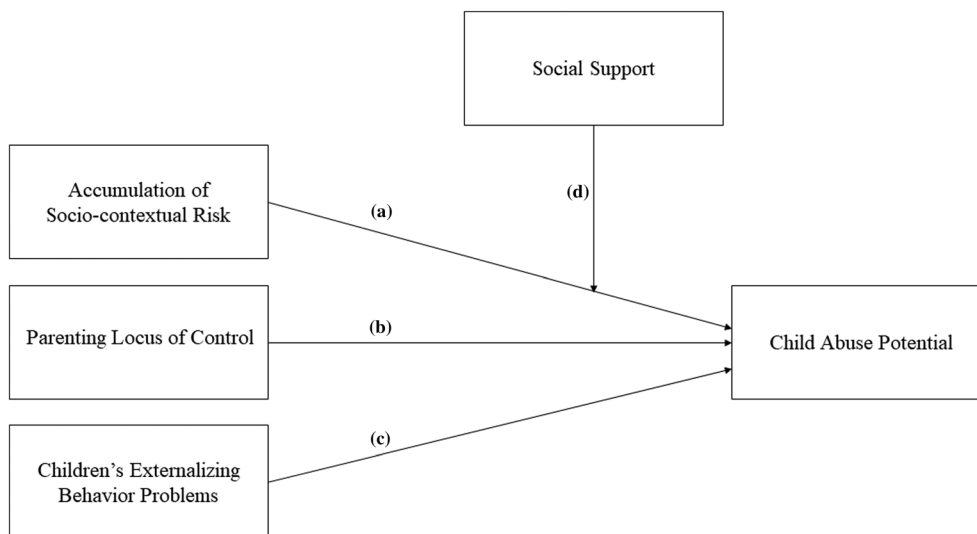 Social Support
(d)
Accumulation of
Socio-contextual Risk
(a)
Parenting Locus of Control
(b)
Child Abuse Potential
(c)
Children’s Externalizing
Behavior Problems